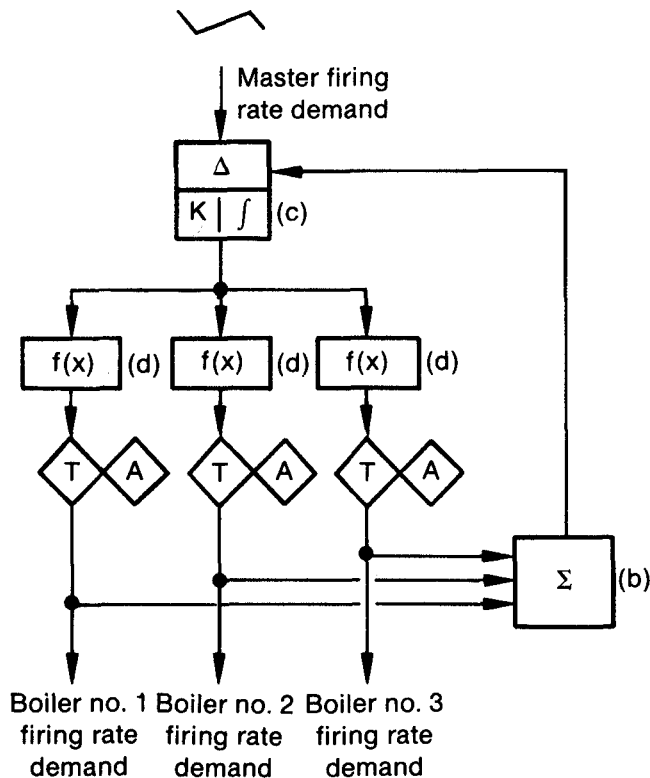 Master firing
rate demand
Δ
K | ∫ (c)
f(x) (d) f(x) (d) f(x) (d)
T A T A T A
Σ (b)
Boiler no. 1 Boiler no. 2 Boiler no. 3
firing rate firing rate firing rate
demand demand demand